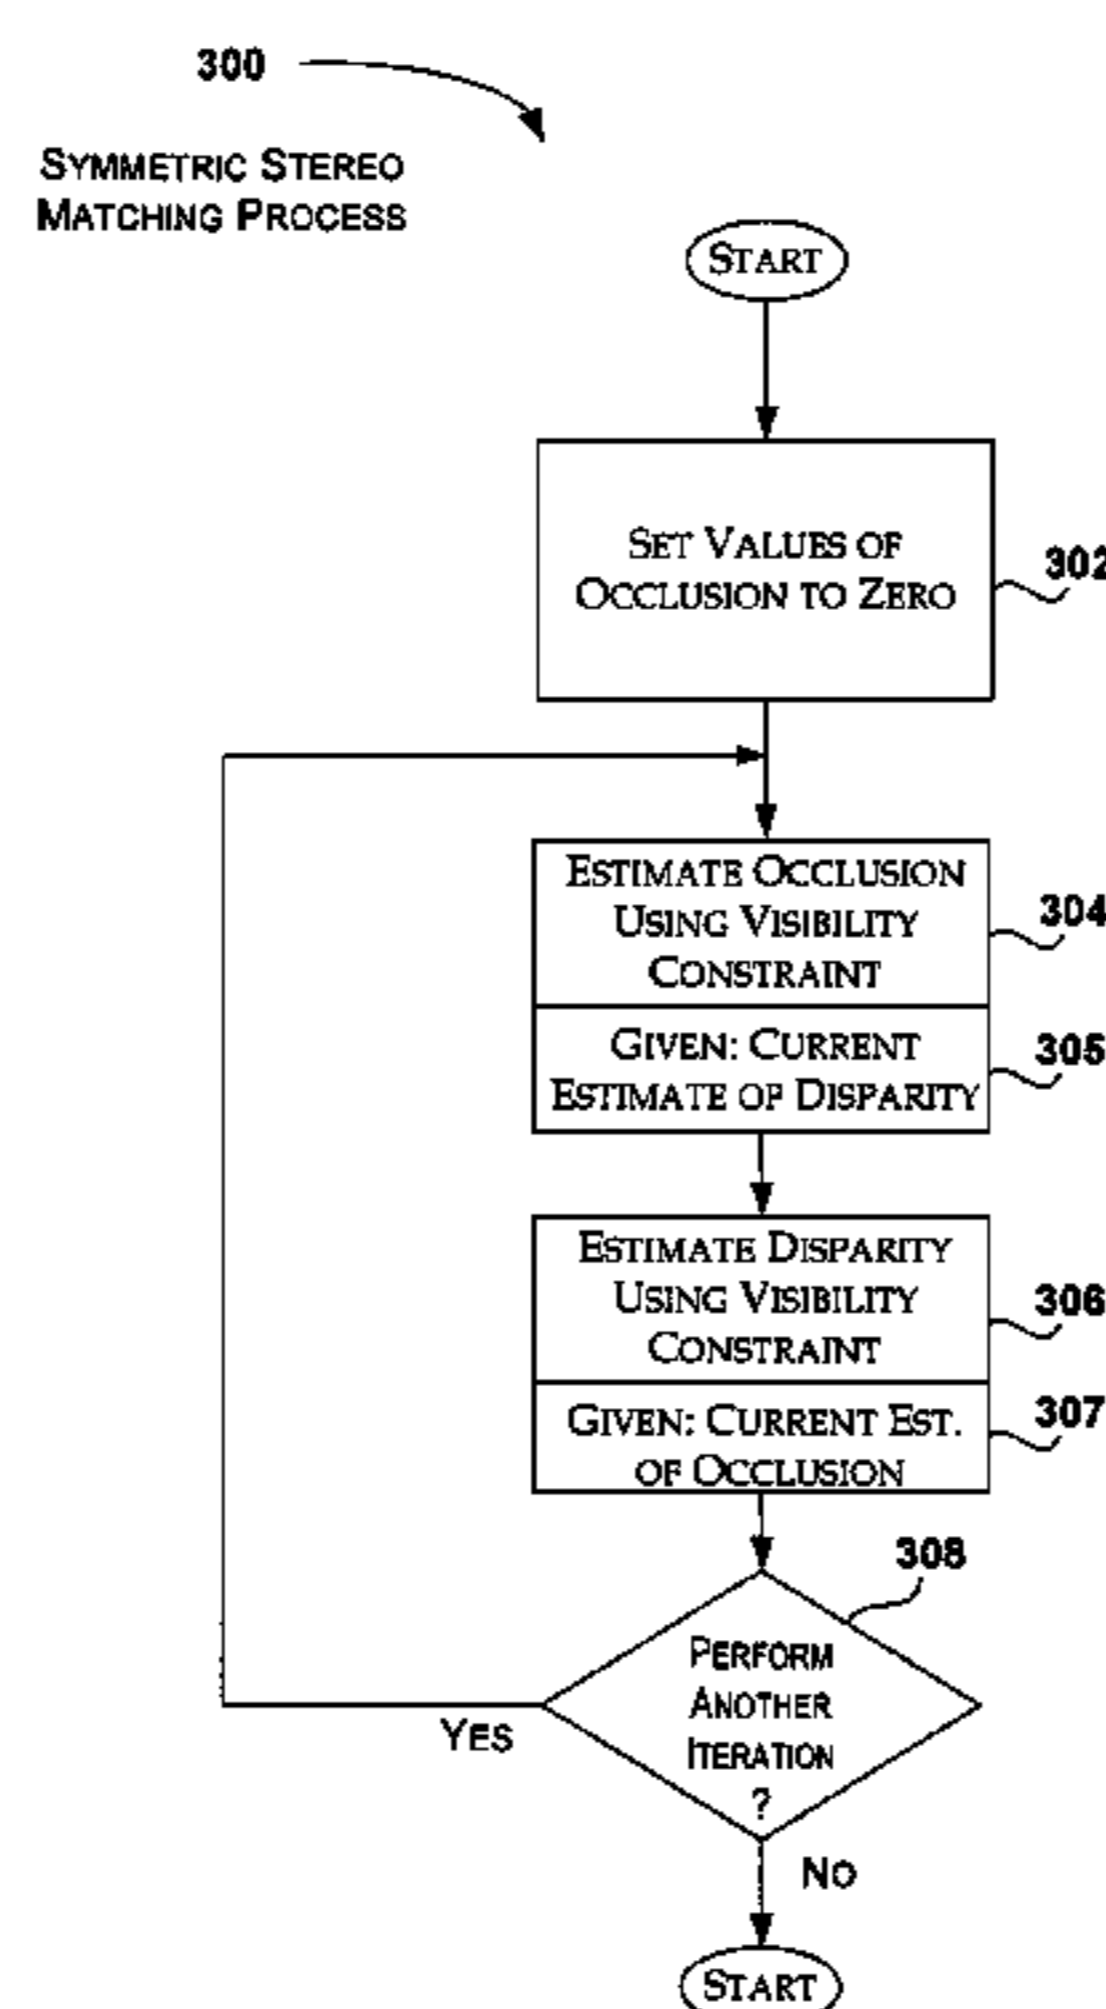 300
SYMMETRIC STEREO
MATCHING PROCESS
START
SET VALUES OF
OCCLUSION TO ZERO
302
ESTIMATE OCCLUSION
USING VISIBILITY
CONSTRAINT
304
GIVEN: CURRENT
ESTIMATE OF DISPARITY
305
ESTIMATE DISPARITY
USING VISIBILITY
CONSTRAINT
306
GIVEN: CURRENT EST.
OF OCCLUSION
307
308
PERFORM
ANOTHER
ITERATION
?
YES
NO
START